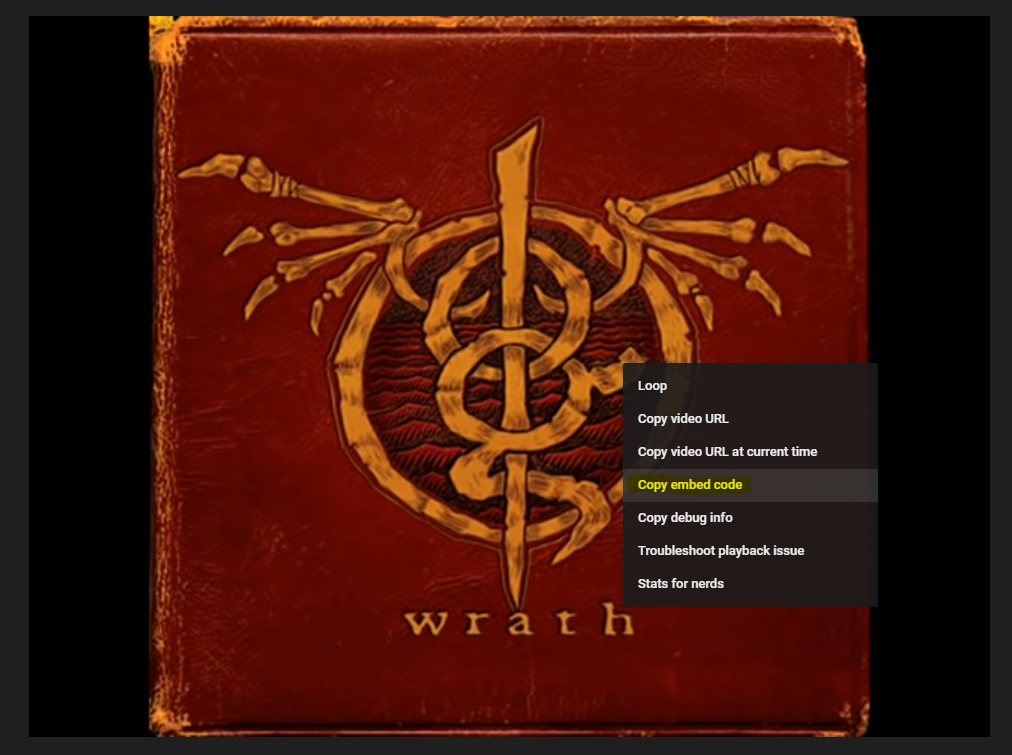 Loop
Copy video URL
Copy video URL at current time
Copy embed code
Copy debug info
Troubleshoot playback issue
Stats for nerds
wrath